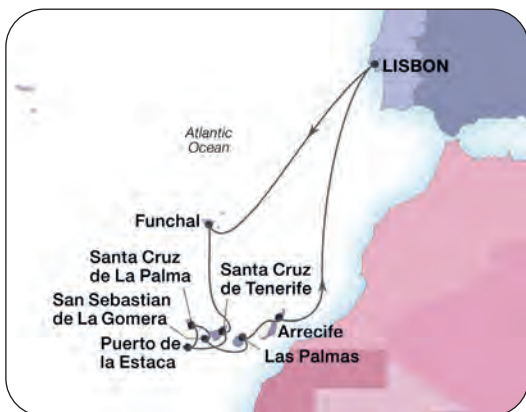 LISBON
Atlantic
Ocean
Funchal
Santa Cruz
de La Palma
Santa Cruz
de Tenerife
San Sebastian
de La Gomera
Arrecife
Puerto de
la Estaca
Las Palmas